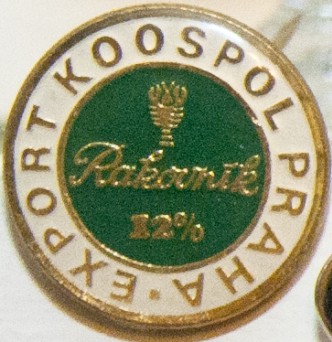 EXPORT KOOSPOL PRAHA ·
Rakovník
12%